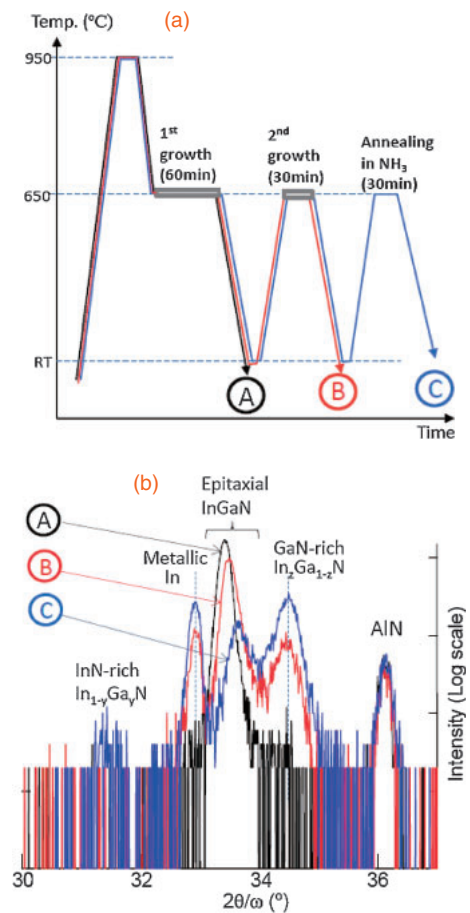 (a)
Temp. (℃)
950
1st
growth
(60min)
2nd
growth
(30min)
Annealing
in NH3
(30min)
650
RT
A
B
C
Time
(b)
Epitaxial
InGaN
A
Metallic
In
GaN-rich
InzGa1-zN
B
C
AlN
InN-rich
In1-yGayN
Intensity (Log scale)
30 32 34 36
2θ/ω (º)